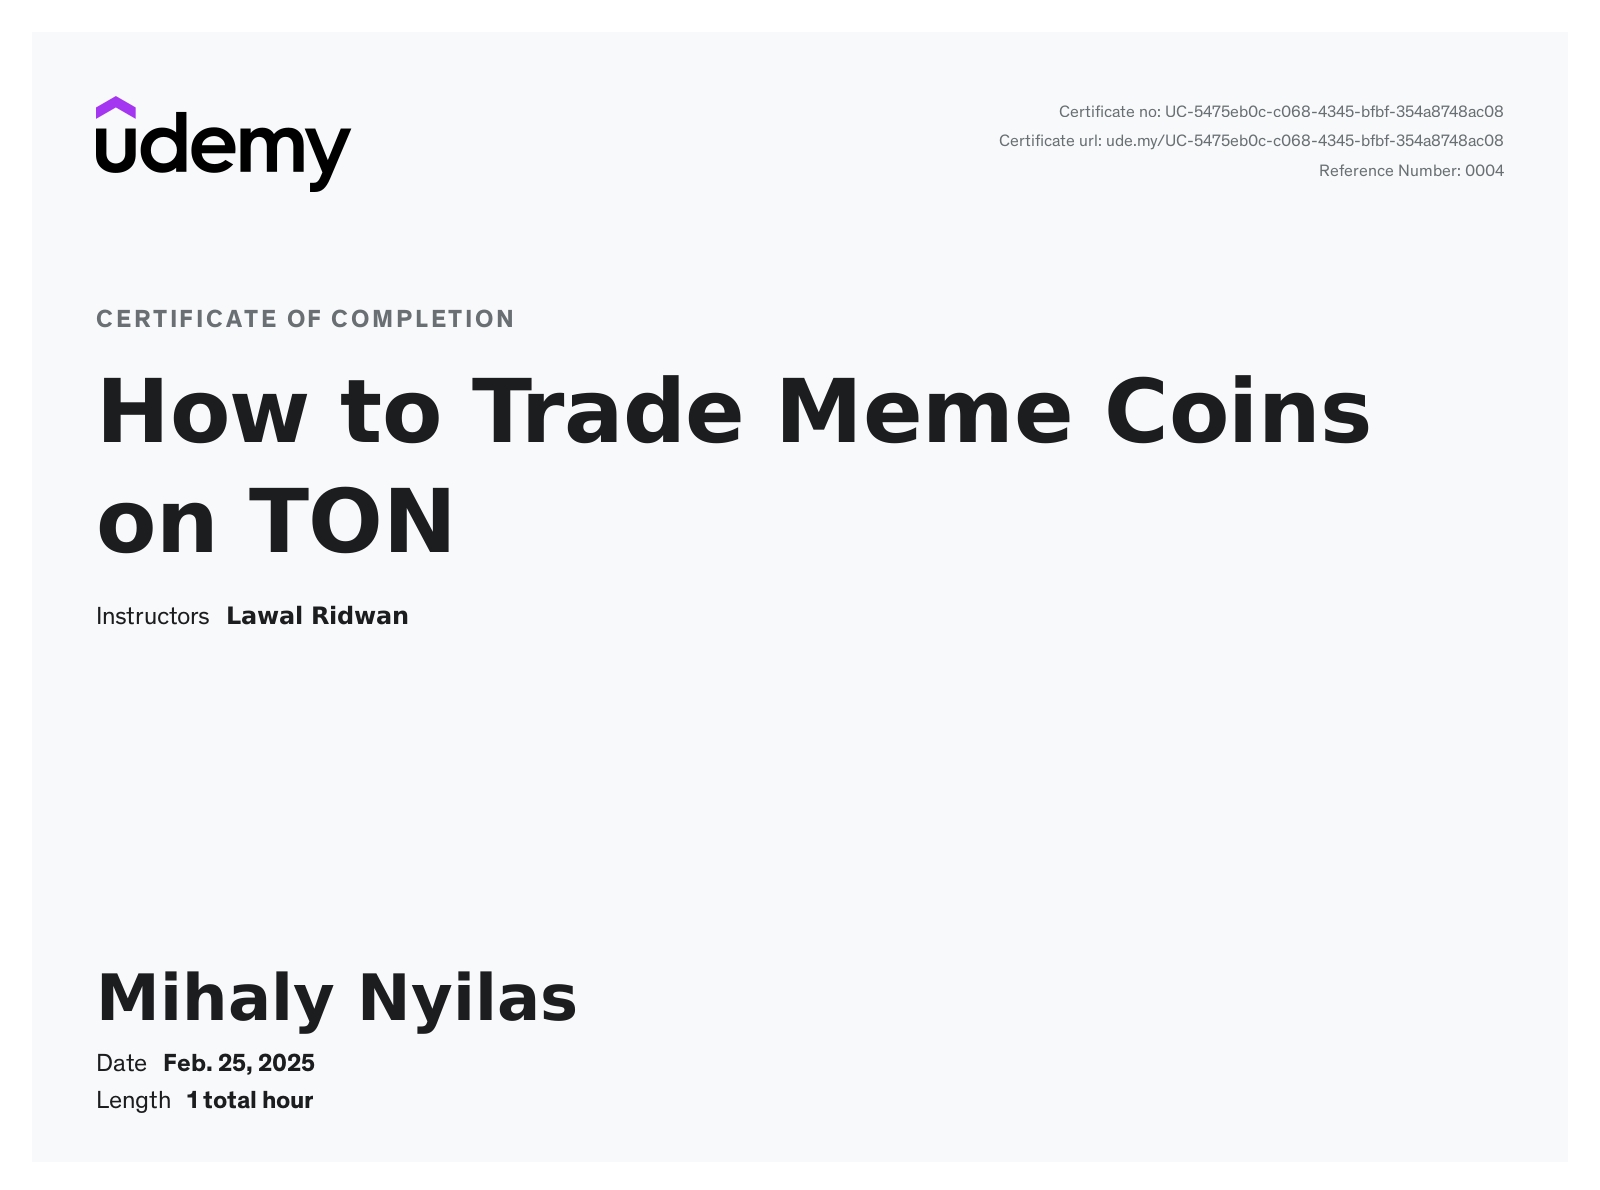 udemy
Certificate no: UC-5475eb0c-c068-4345-bfbf-354a8748ac08
Certificate url: ude.my/UC-5475eb0c-c068-4345-bfbf-354a8748ac08
Reference Number: 0004
CERTIFICATE OF COMPLETION
How to Trade Meme Coins
on TON
Instructors Lawal Ridwan
Mihaly Nyilas
Date Feb. 25, 2025
Length 1 total hour